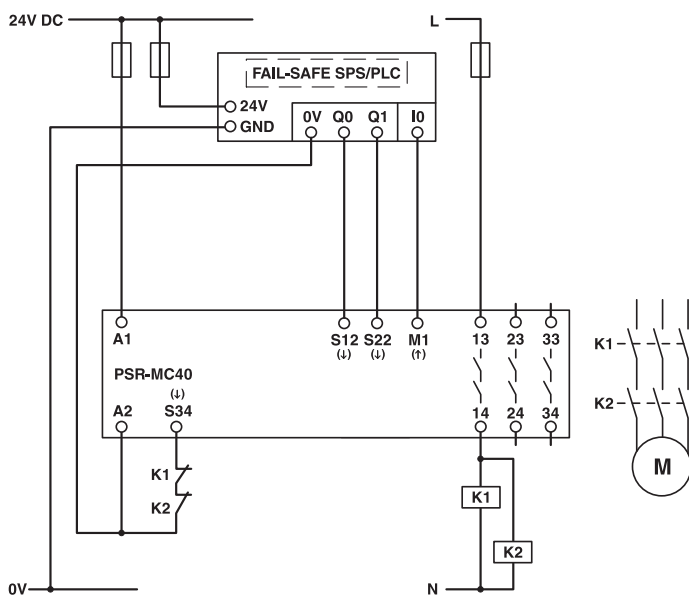 24V DC
L
FAIL-SAFE SPS/PLC
24V
GND
0V Q0 Q1 I0
A1
S12 S22 M1 13 23 33
(↓) (↓) (↑)
PSR-MC40
(↓)
A2 S34 14 24 34
K1
K2
K1
K2
K1
K2
M
0V
N